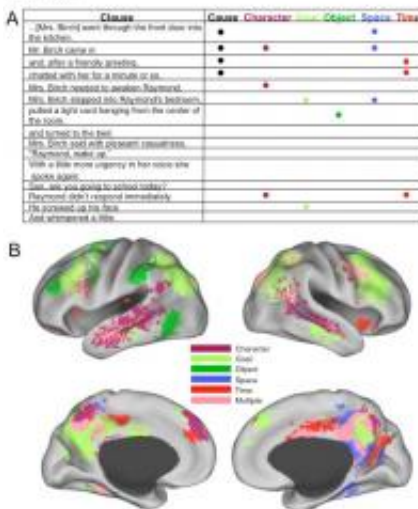 A
Clause Cause Character Goal Object Space Time
...[Mrs. Birch] went through the front door into
the kitchen.
Mr. Birch came in
and, after a friendly greeting,
chatted with her for a minute or so.
Mrs. Birch needed to awaken Raymond.
Mrs. Birch stepped into Raymond's bedroom,
pulled a light cord hanging from the center of
the room.
and turned to the bed.
Mrs. Birch said with pleasant casualness,
"Raymond, wake up."
With a little more urgency in her voice she
spoke again:
Son, are you going to school today?
Raymond didn't respond immediately.
He screwed up his face
And whimpered a little.
B
Character
Goal
Object
Space
Time
Multiple